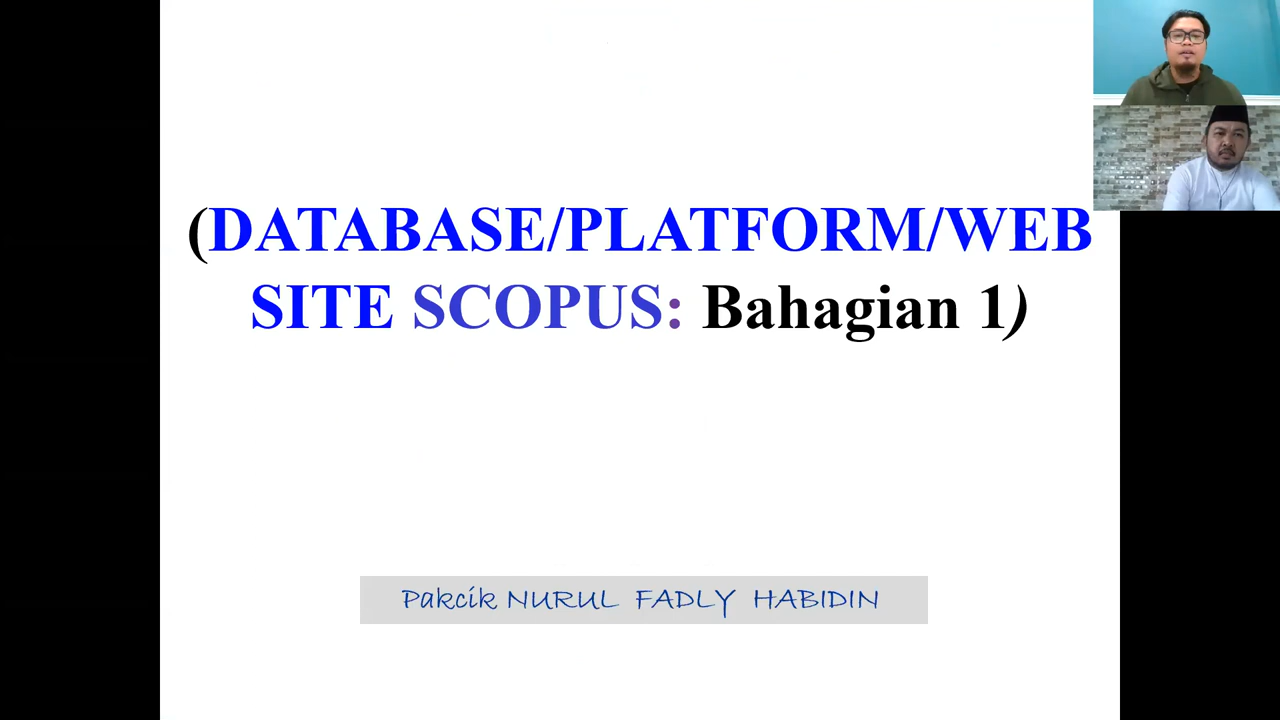 (DATABASE/PLATFORM/WEB
SITE SCOPUS: Bahagian 1)
Pakcik NURUL FADLY HABIDIN